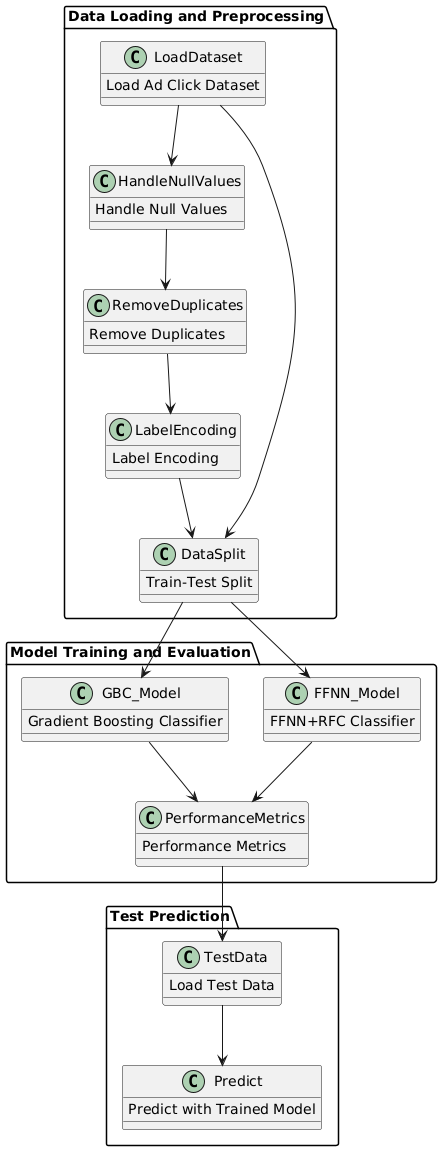 Data Loading and Preprocessing
C LoadDataset
Load Ad Click Dataset
C HandleNullValues
Handle Null Values
C RemoveDuplicates
Remove Duplicates
C LabelEncoding
Label Encoding
C DataSplit
Train-Test Split
Model Training and Evaluation
C GBC_Model
Gradient Boosting Classifier
C FFNN_Model
FFNN+RFC Classifier
C PerformanceMetrics
Performance Metrics
Test Prediction
C TestData
Load Test Data
C Predict
Predict with Trained Model